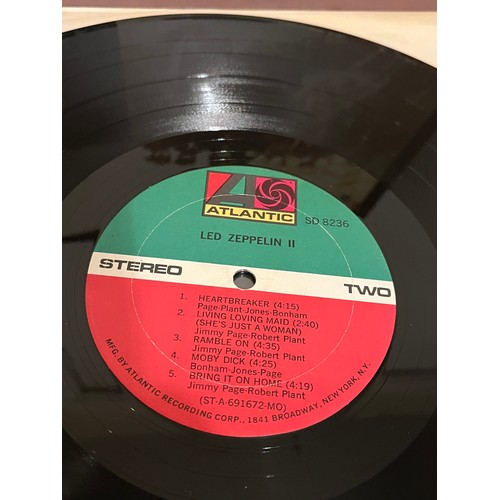 ATLANTIC
SD 8236
LED ZEPPELIN II
STEREO
TWO
1. HEARTBREAKER (4:15)
Page-Plant-Jones-Bonham
2. LIVING LOVING MAID (2:40)
(SHE'S JUST A WOMAN)
Jimmy Page-Robert Plant
3. RAMBLE ON (4:35)
Jimmy Page-Robert Plant
4. MOBY DICK (4:25)
Bonham-Jones-Page
5. BRING IT ON HOME (4:19)
Jimmy Page-Robert Plant
(ST-A-691672-MO)
MFG. BY ATLANTIC RECORDING CORP., 1841 BROADWAY, NEW YORK, N.Y.